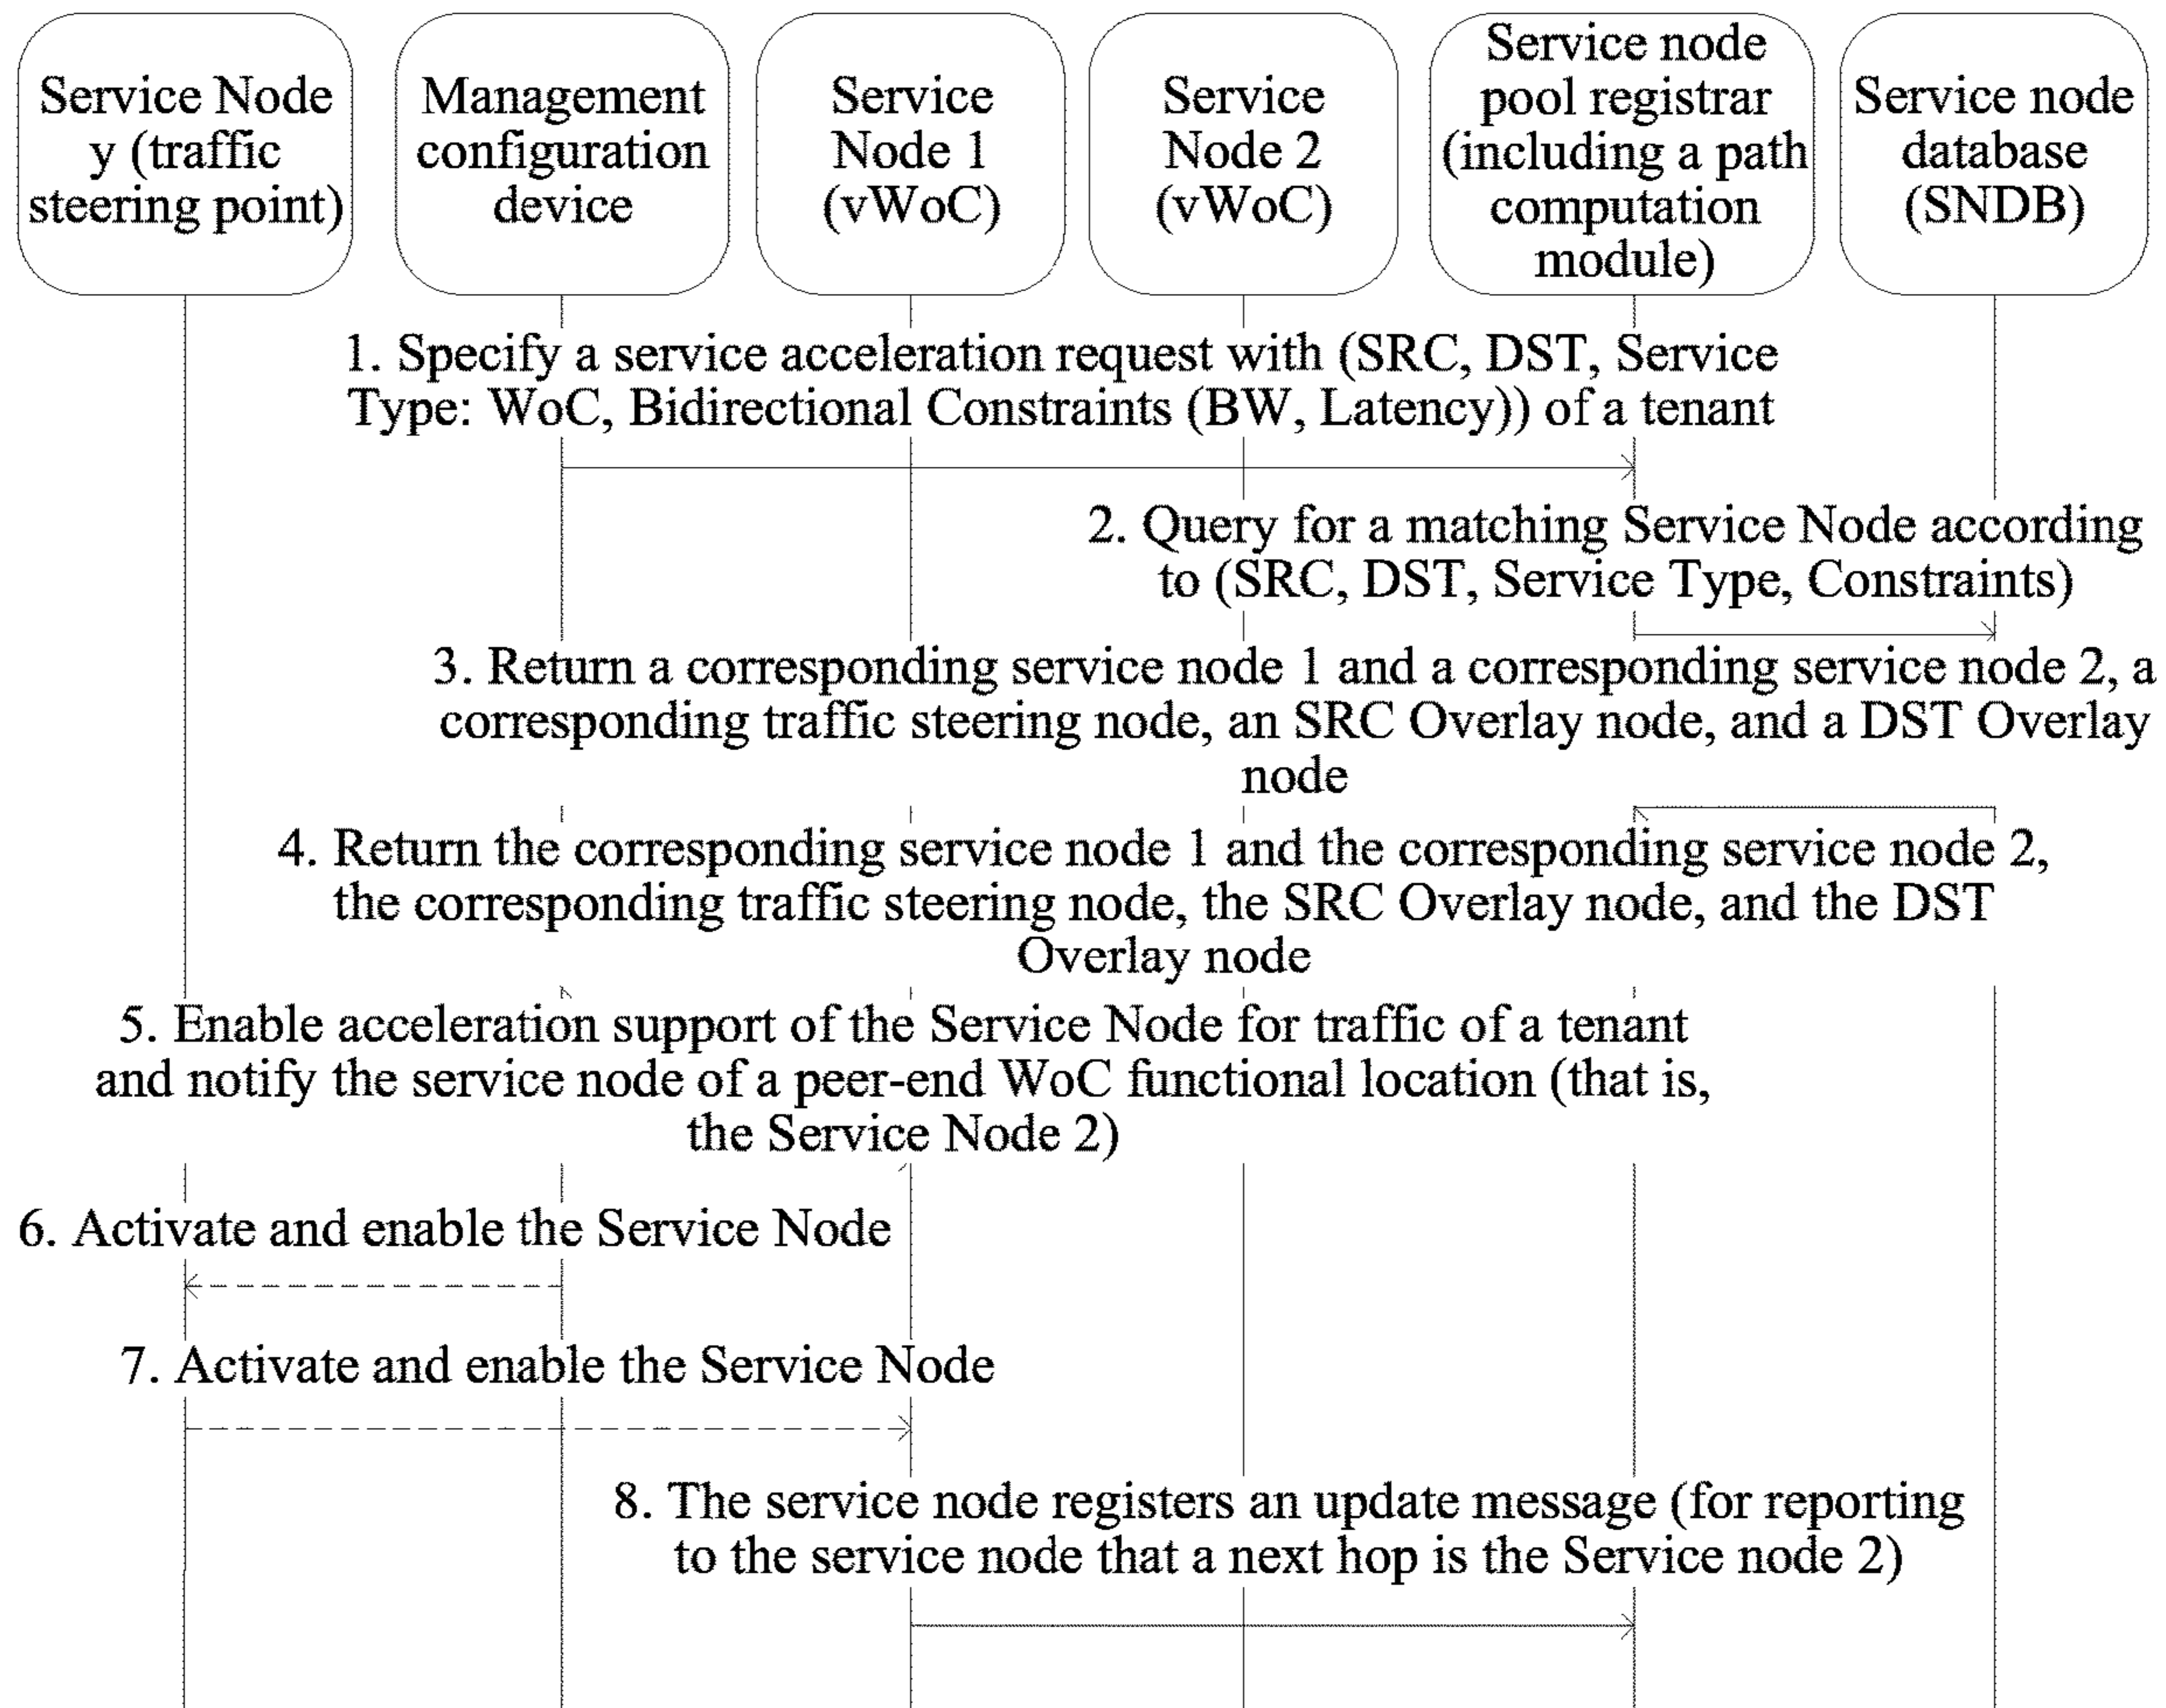 Service Node
y (traffic
steering point)
Management
configuration
device
Service
Node 1
(vWoC)
Service
Node 2
(vWoC)
Service node
pool registrar
(including a path
computation
module)
Service node
database
(SNDB)
1. Specify a service acceleration request with (SRC, DST, Service
Type: WoC, Bidirectional Constraints (BW, Latency)) of a tenant
2. Query for a matching Service Node according
to (SRC, DST, Service Type, Constraints)
3. Return a corresponding service node 1 and a corresponding service node 2, a
corresponding traffic steering node, an SRC Overlay node, and a DST Overlay
node
4. Return the corresponding service node 1 and the corresponding service node 2,
the corresponding traffic steering node, the SRC Overlay node, and the DST
Overlay node
5. Enable acceleration support of the Service Node for traffic of a tenant
and notify the service node of a peer-end WoC functional location (that is,
the Service Node 2)
6. Activate and enable the Service Node
7. Activate and enable the Service Node
8. The service node registers an update message (for reporting
to the service node that a next hop is the Service node 2)